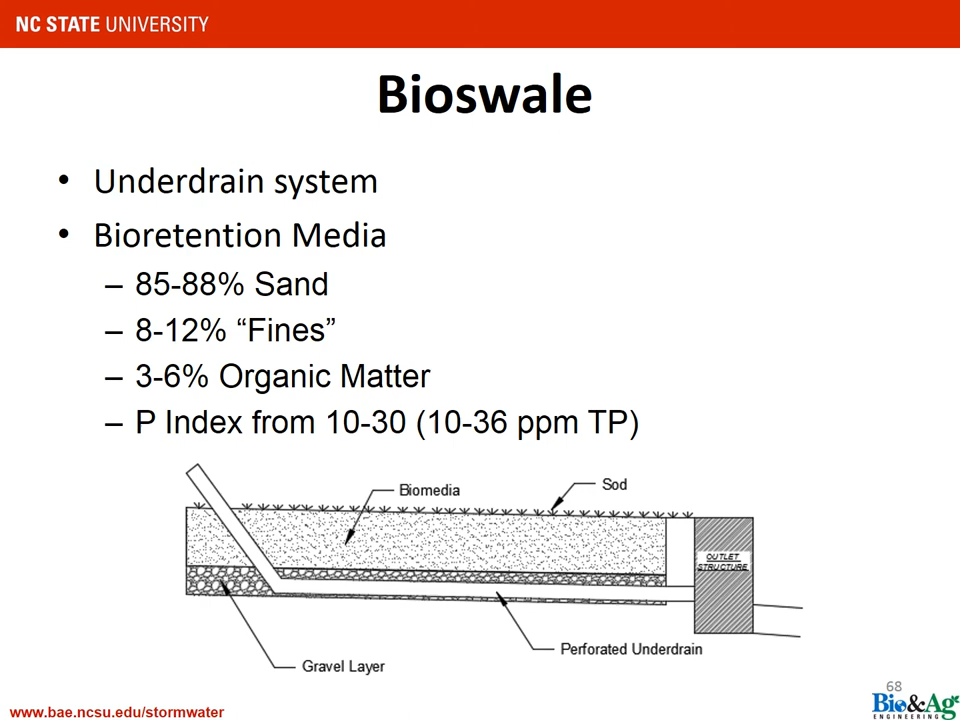 NC STATE UNIVERSITY
Bioswale
• Underdrain system
• Bioretention Media
– 85-88% Sand
– 8-12% “Fines”
– 3-6% Organic Matter
– P Index from 10-30 (10-36 ppm TP)
Biomedia
Sod
OUTLET
STRUCTURE
Perforated Underdrain
Gravel Layer
68
www.bae.ncsu.edu/stormwater
Bio&Ag
ENGINEERING